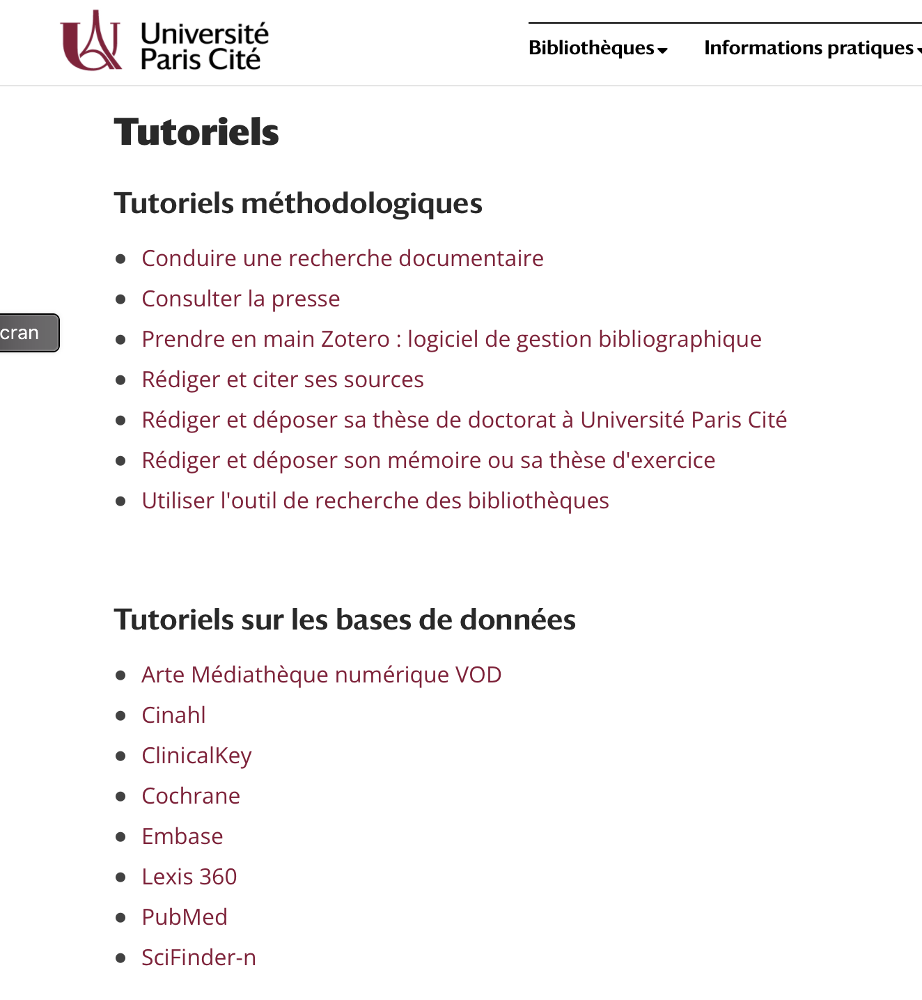 Université
Paris Cité
Bibliothèques
Informations pratiques
Tutoriels
Tutoriels méthodologiques
Conduire une recherche documentaire
Consulter la presse
cran
Prendre en main Zotero : logiciel de gestion bibliographique
Rédiger et citer ses sources
Rédiger et déposer sa thèse de doctorat à Université Paris Cité
Rédiger et déposer son mémoire ou sa thèse d'exercice
Utiliser l'outil de recherche des bibliothèques
Tutoriels sur les bases de données
Arte Médiathèque numérique VOD
Cinahl
ClinicalKey
Cochrane
Embase
Lexis 360
PubMed
SciFinder-n